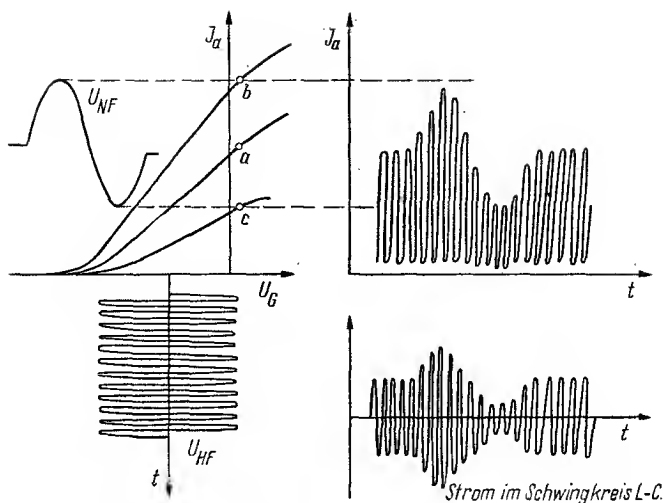 J_a
J_a
U_NF
b
a
c
U_G
t
U_HF
t
t
Strom im Schwingkreis L-C.